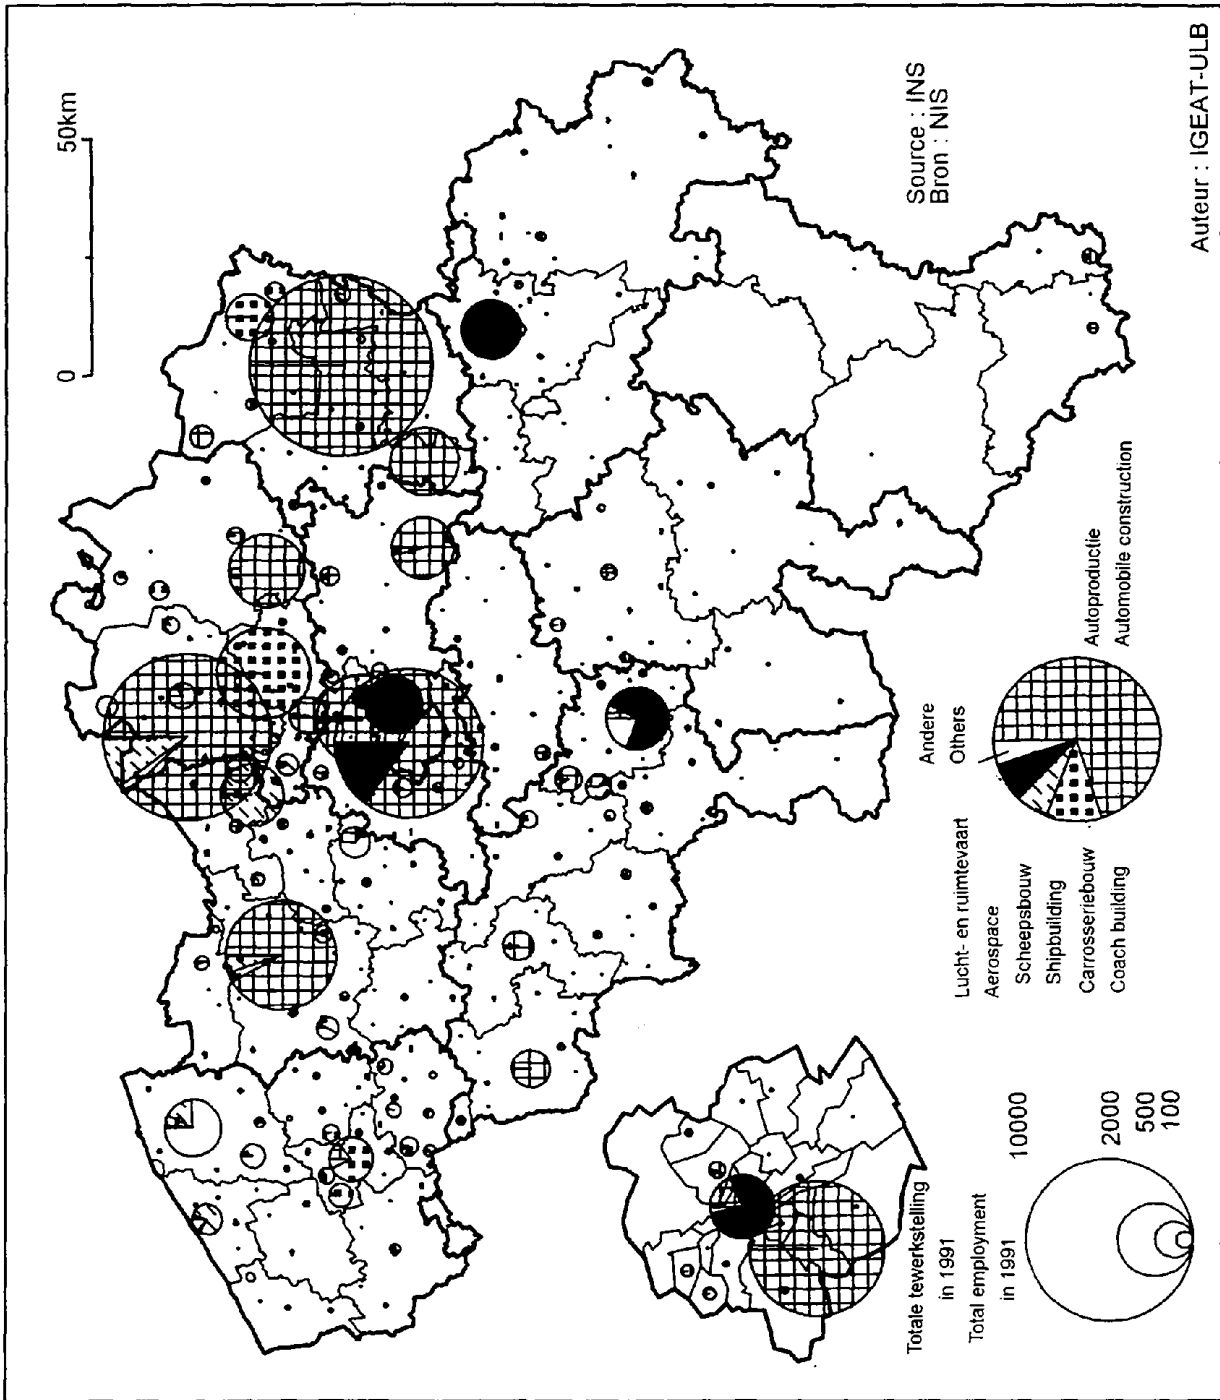 0
50km
Source : INS
Bron : NIS
Auteur : IGEAT-ULB
Andere
Others
Autoproductie
Automobile construction
Lucht- en ruimtevaart
Aerospace
Scheepsbouw
Shipbuilding
Carrosseriebouw
Coach building
Totale tewerkstelling
in 1991
Total employment
in 1991
10000
2000
500
100